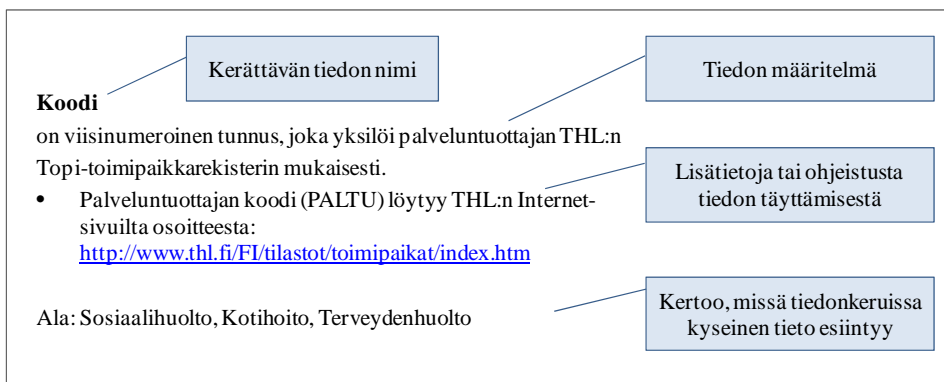 Kerättävän tiedon nimi
Tiedon määritelmä
Koodi
on viisinumeroinen tunnus, joka yksilöi palveluntuottajan THL:n
Topi-toimipaikkarekisterin mukaisesti.
Lisätietoja tai ohjeistusta
tiedon täyttämisestä
• Palveluntuottajan koodi (PALTU) löytyy THL:n Internet-
sivuilta osoitteesta:
http://www.thl.fi/FI/tilastot/toimipaikat/index.htm
Kertoo, missä tiedonkeruissa
kyseinen tieto esiintyy
Ala: Sosiaalihuolto, Kotihoito, Terveydenhuolto